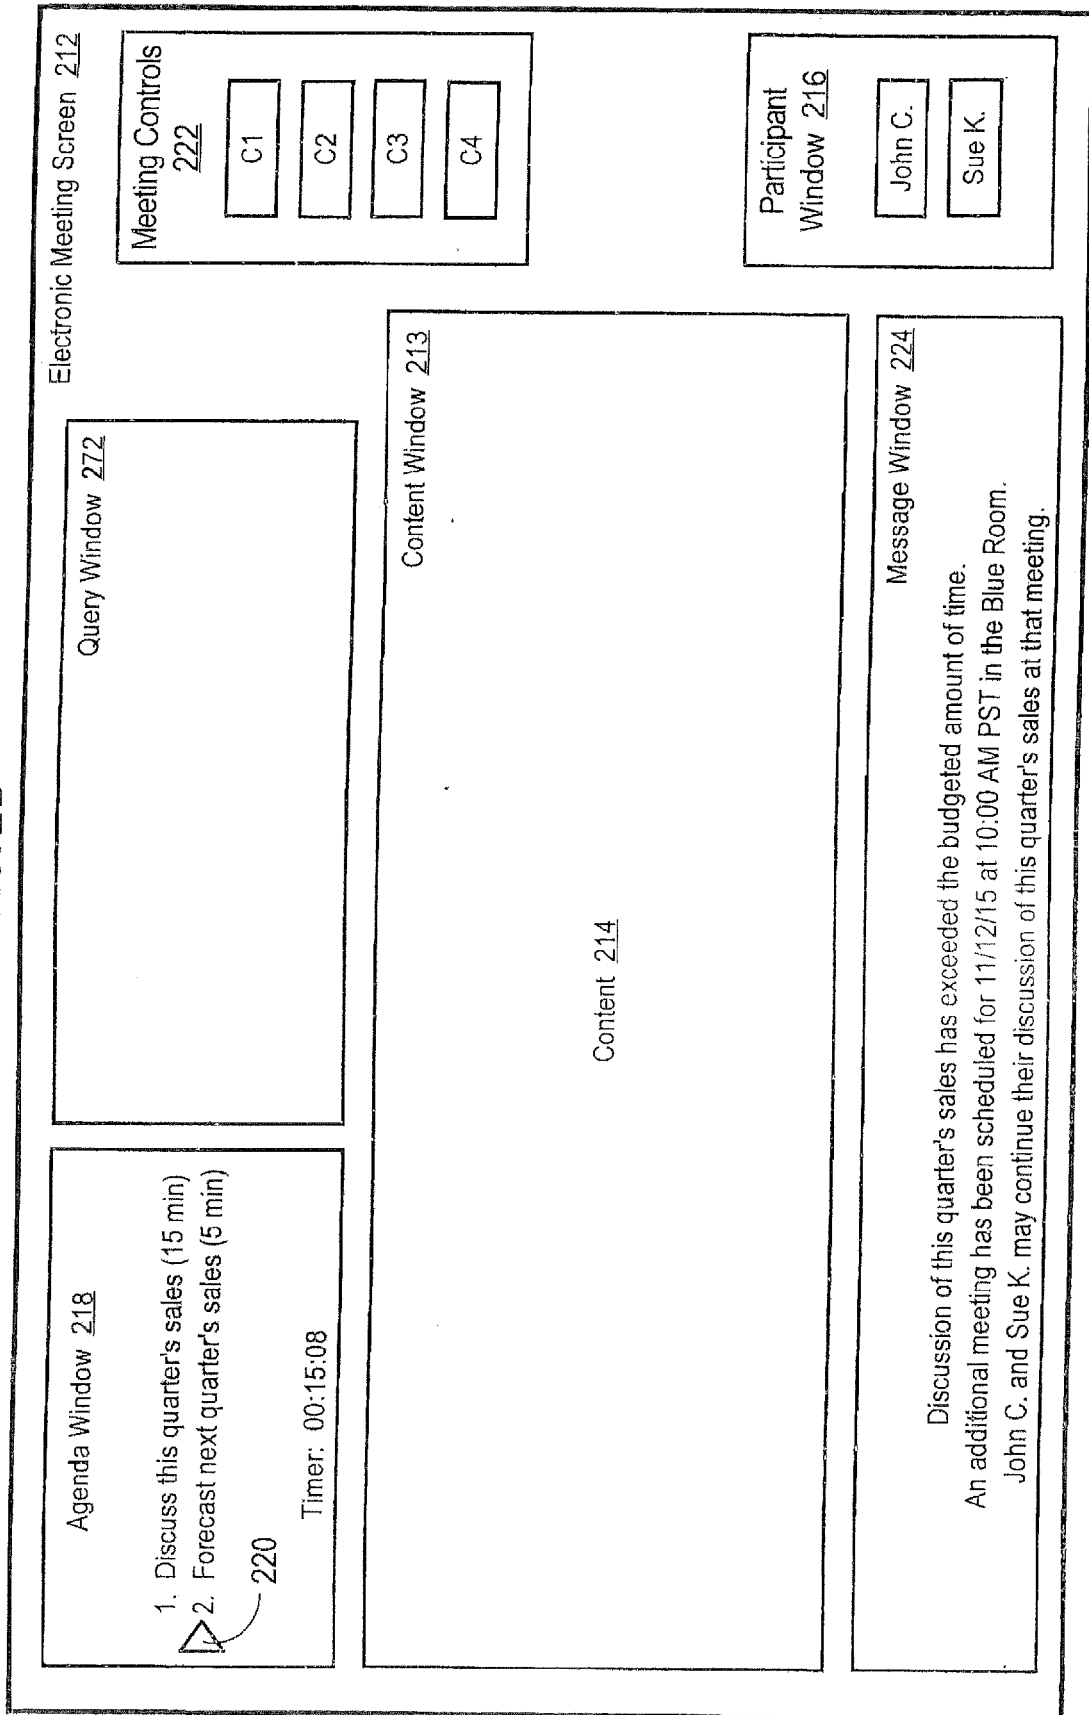 Electronic Meeting Screen 212
Agenda Window 218
1. Discuss this quarter's sales (15 min)
2. Forecast next quarter's sales (5 min)
220
Timer: 00:15:08
Query Window 272
Meeting Controls
222
C1
C2
C3
C4
Content Window 213
Content 214
Participant
Window 216
John C.
Sue K.
Message Window 224
Discussion of this quarter's sales has exceeded the budgeted amount of time.
An additional meeting has been scheduled for 11/12/15 at 10:00 AM PST in the Blue Room.
John C. and Sue K. may continue their discussion of this quarter's sales at that meeting.